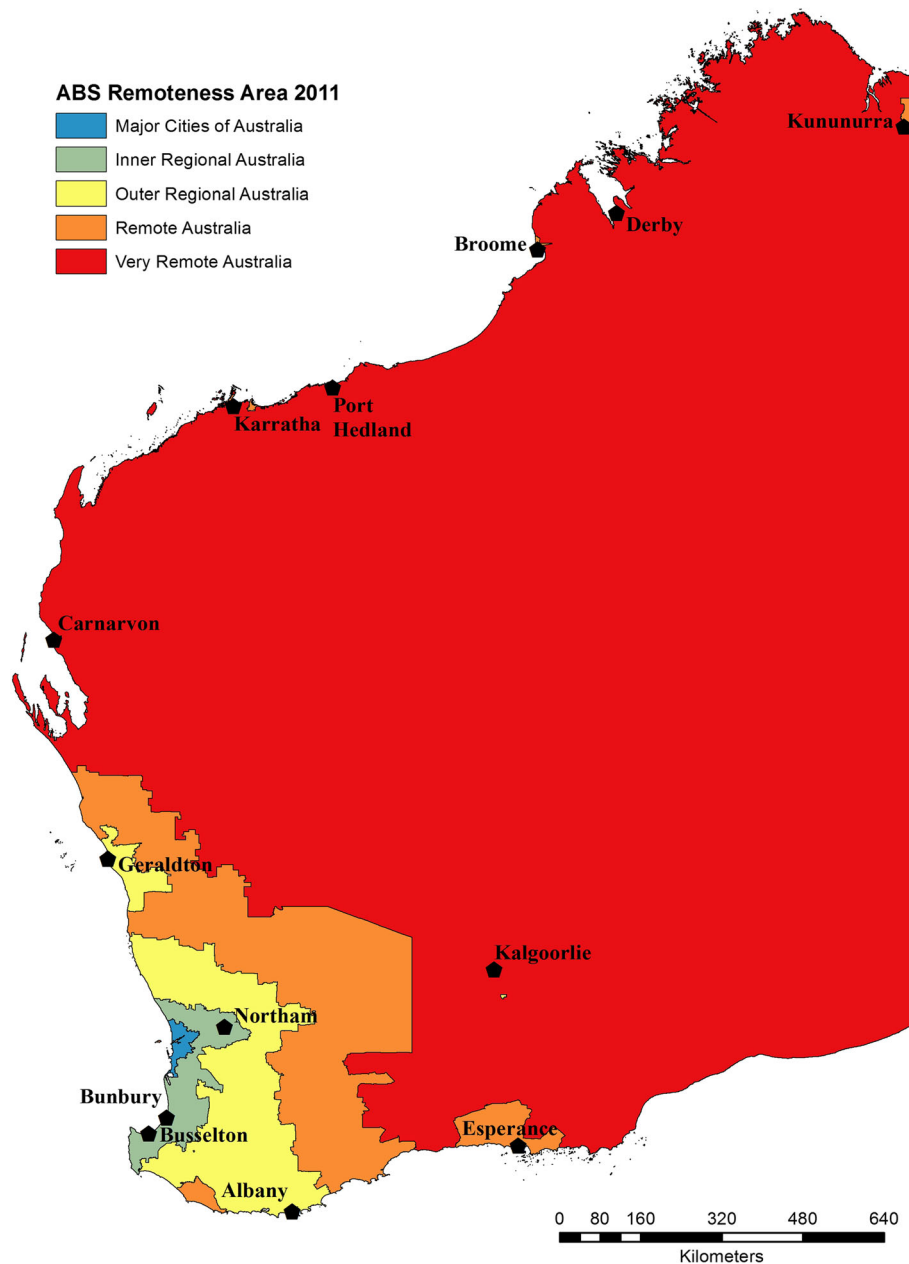 ABS Remoteness Area 2011
Major Cities of Australia
Inner Regional Australia
Outer Regional Australia
Remote Australia
Very Remote Australia
Kununurra
Derby
Broome
Karratha
Port
Hedland
Carnarvon
Geraldton
Kalgoorlie
Northam
Bunbury
Busselton
Esperance
Albany
0 80 160 320 480 640
Kilometers